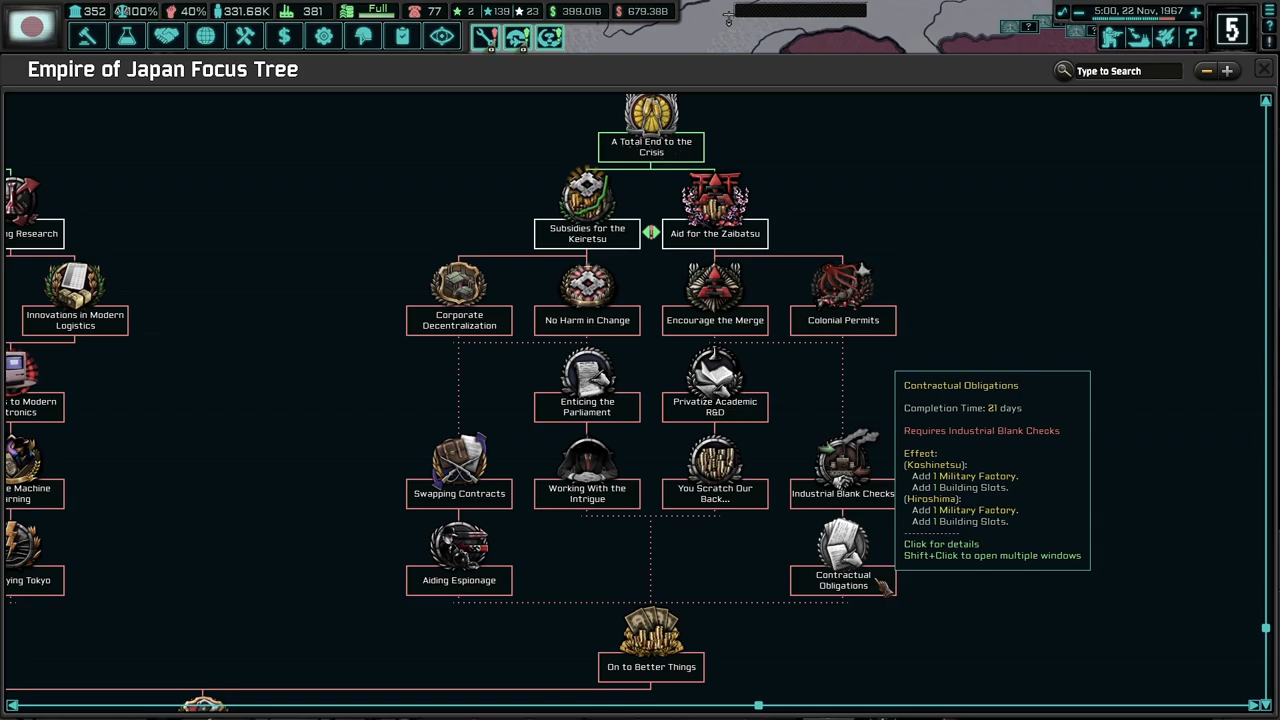 352 100% 40% 331.68K 381 Full 77 2 139 23 $ 399.01B $ 679.38B
5:00, 22 Nov, 1967
5
Empire of Japan Focus Tree
Type to Search
A Total End to the
Crisis
ng Research
Subsidies for the
Keiretsu
Aid for the Zaibatsu
Innovations in Modern
Logistics
Corporate
Decentralization
No Harm in Change
Encourage the Merge
Colonial Permits
s to Modern
tronics
Enticing the
Parliament
Privatize Academic
R&D
e Machine
rning
Swapping Contracts
Working With the
Intrigue
You Scratch Our
Back...
Industrial Blank Checks
ying Tokyo
Aiding Espionage
Contractual
Obligations
On to Better Things
Contractual Obligations
Completion Time: 21 days
Requires Industrial Blank Checks
Effect:
(Koshinetsu):
Add 1 Military Factory.
Add 1 Building Slots.
(Hiroshima):
Add 1 Military Factory.
Add 1 Building Slots.
--------------
Click for details
Shift+Click to open multiple windows